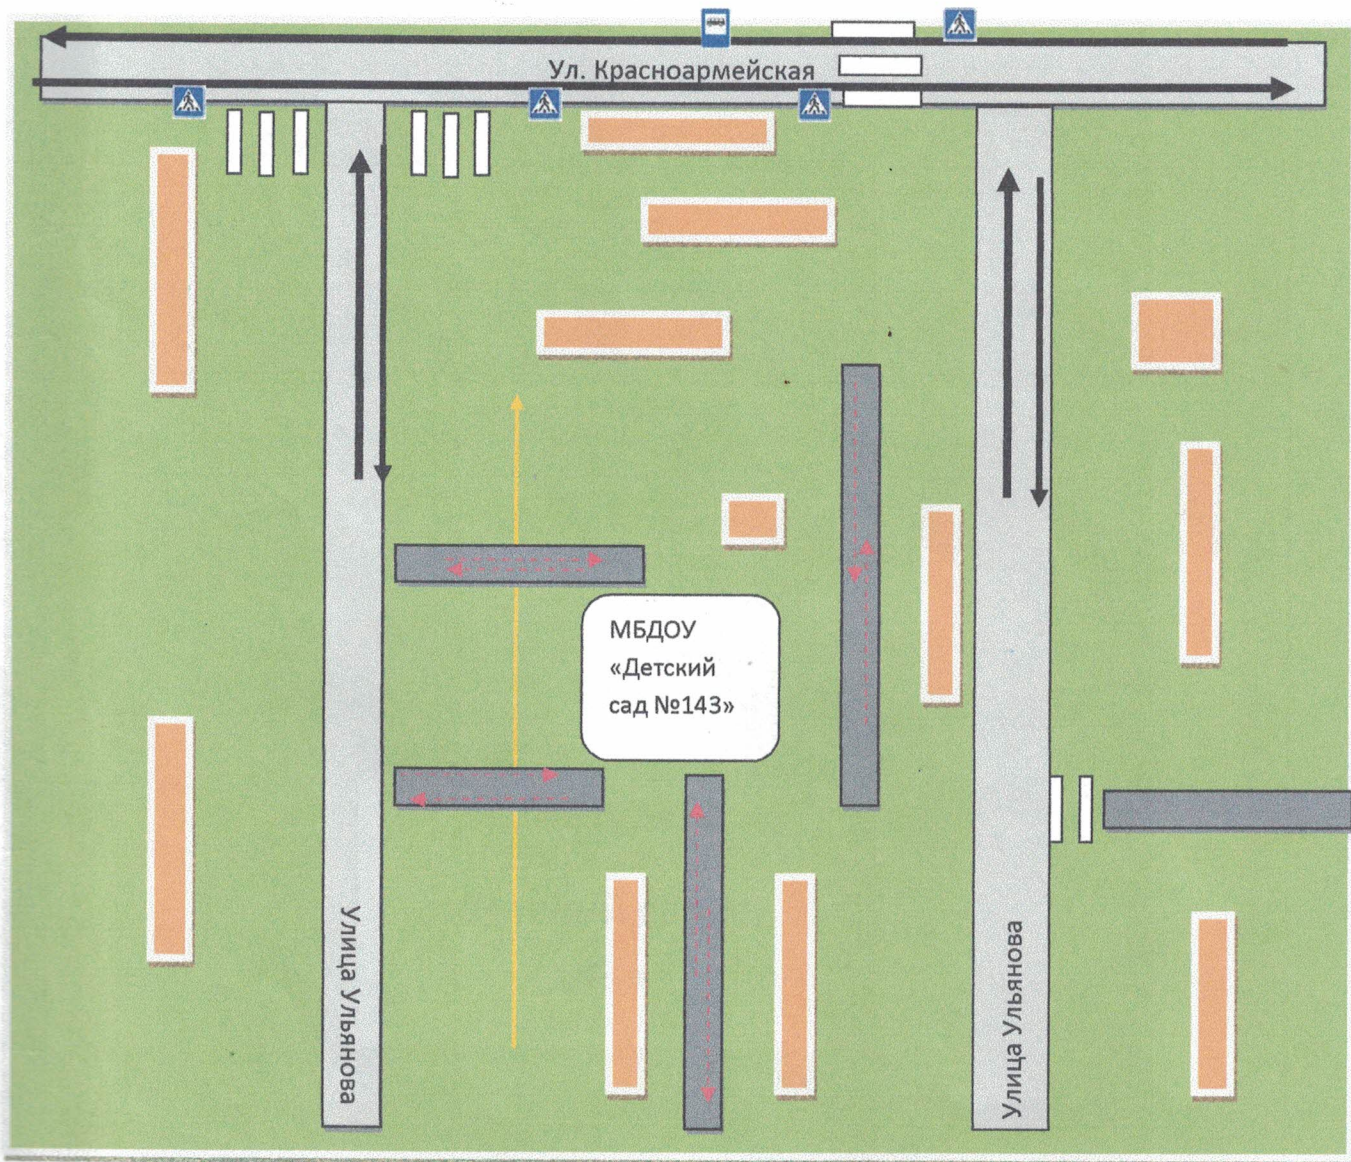 Ул. Красноармейская
МБДОУ
«Детский
сад №143»
Улица Ульянова
Улица Ульянова